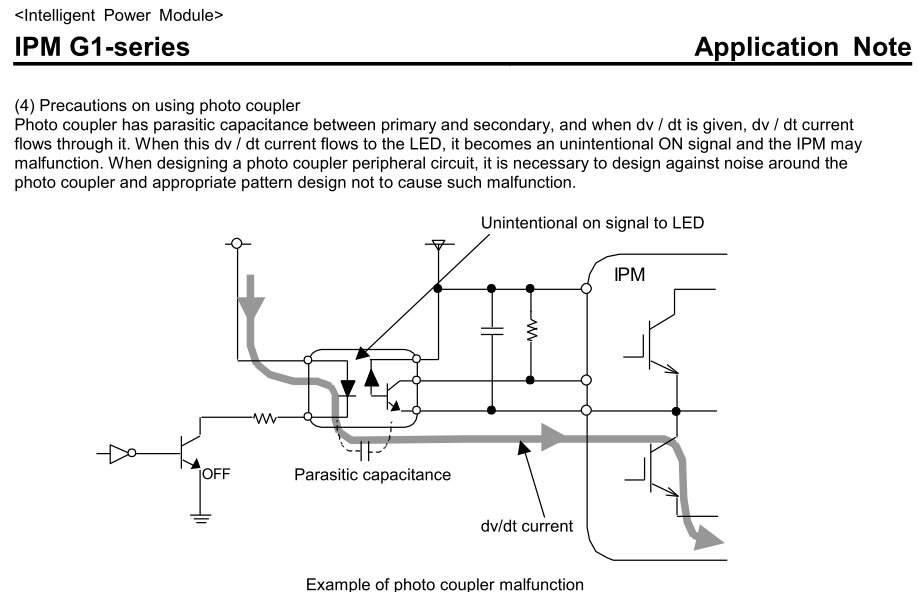 <Intelligent Power Module>
IPM G1-series
Application Note
(4) Precautions on using photo coupler
Photo coupler has parasitic capacitance between primary and secondary, and when dv / dt is given, dv / dt current
flows through it. When this dv / dt current flows to the LED, it becomes an unintentional ON signal and the IPM may
malfunction. When designing a photo coupler peripheral circuit, it is necessary to design against noise around the
photo coupler and appropriate pattern design not to cause such malfunction.
Unintentional on signal to LED
IPM
OFF
Parasitic capacitance
dv/dt current
Example of photo coupler malfunction